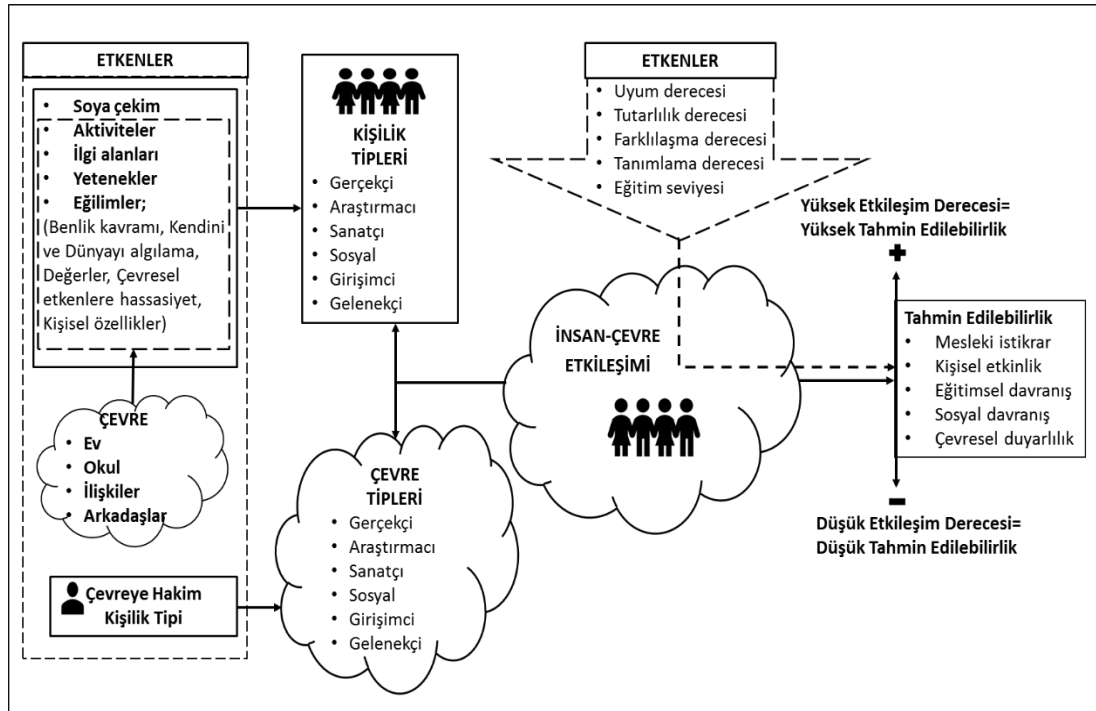 ETKENLER
• Soya çekim
• Aktiviteler
• İlgi alanları
• Yetenekler
• Eğilimler;
(Benlik kavramı, Kendini
ve Dünyayı algılama,
Değerler, Çevresel
etkenlere hassasiyet,
Kişisel özellikler)
ÇEVRE
• Ev
• Okul
• İlişkiler
• Arkadaşlar
Çevreye Hakim
Kişilik Tipi
KİŞİLİK
TİPLERİ
• Gerçekçi
• Araştırmacı
• Sanatçı
• Sosyal
• Girişimci
• Gelenekçi
ÇEVRE
TİPLERİ
• Gerçekçi
• Araştırmacı
• Sanatçı
• Sosyal
• Girişimci
• Gelenekçi
ETKENLER
• Uyum derecesi
• Tutarlılık derecesi
• Farklılaşma derecesi
• Tanımlama derecesi
• Eğitim seviyesi
İNSAN-ÇEVRE
ETKİLEŞİMİ
Yüksek Etkileşim Derecesi=
Yüksek Tahmin Edilebilirlik
+
Tahmin Edilebilirlik
• Mesleki istikrar
• Kişisel etkinlik
• Eğitimsel davranış
• Sosyal davranış
• Çevresel duyarlılık
-
Düşük Etkileşim Derecesi=
Düşük Tahmin Edilebilirlik